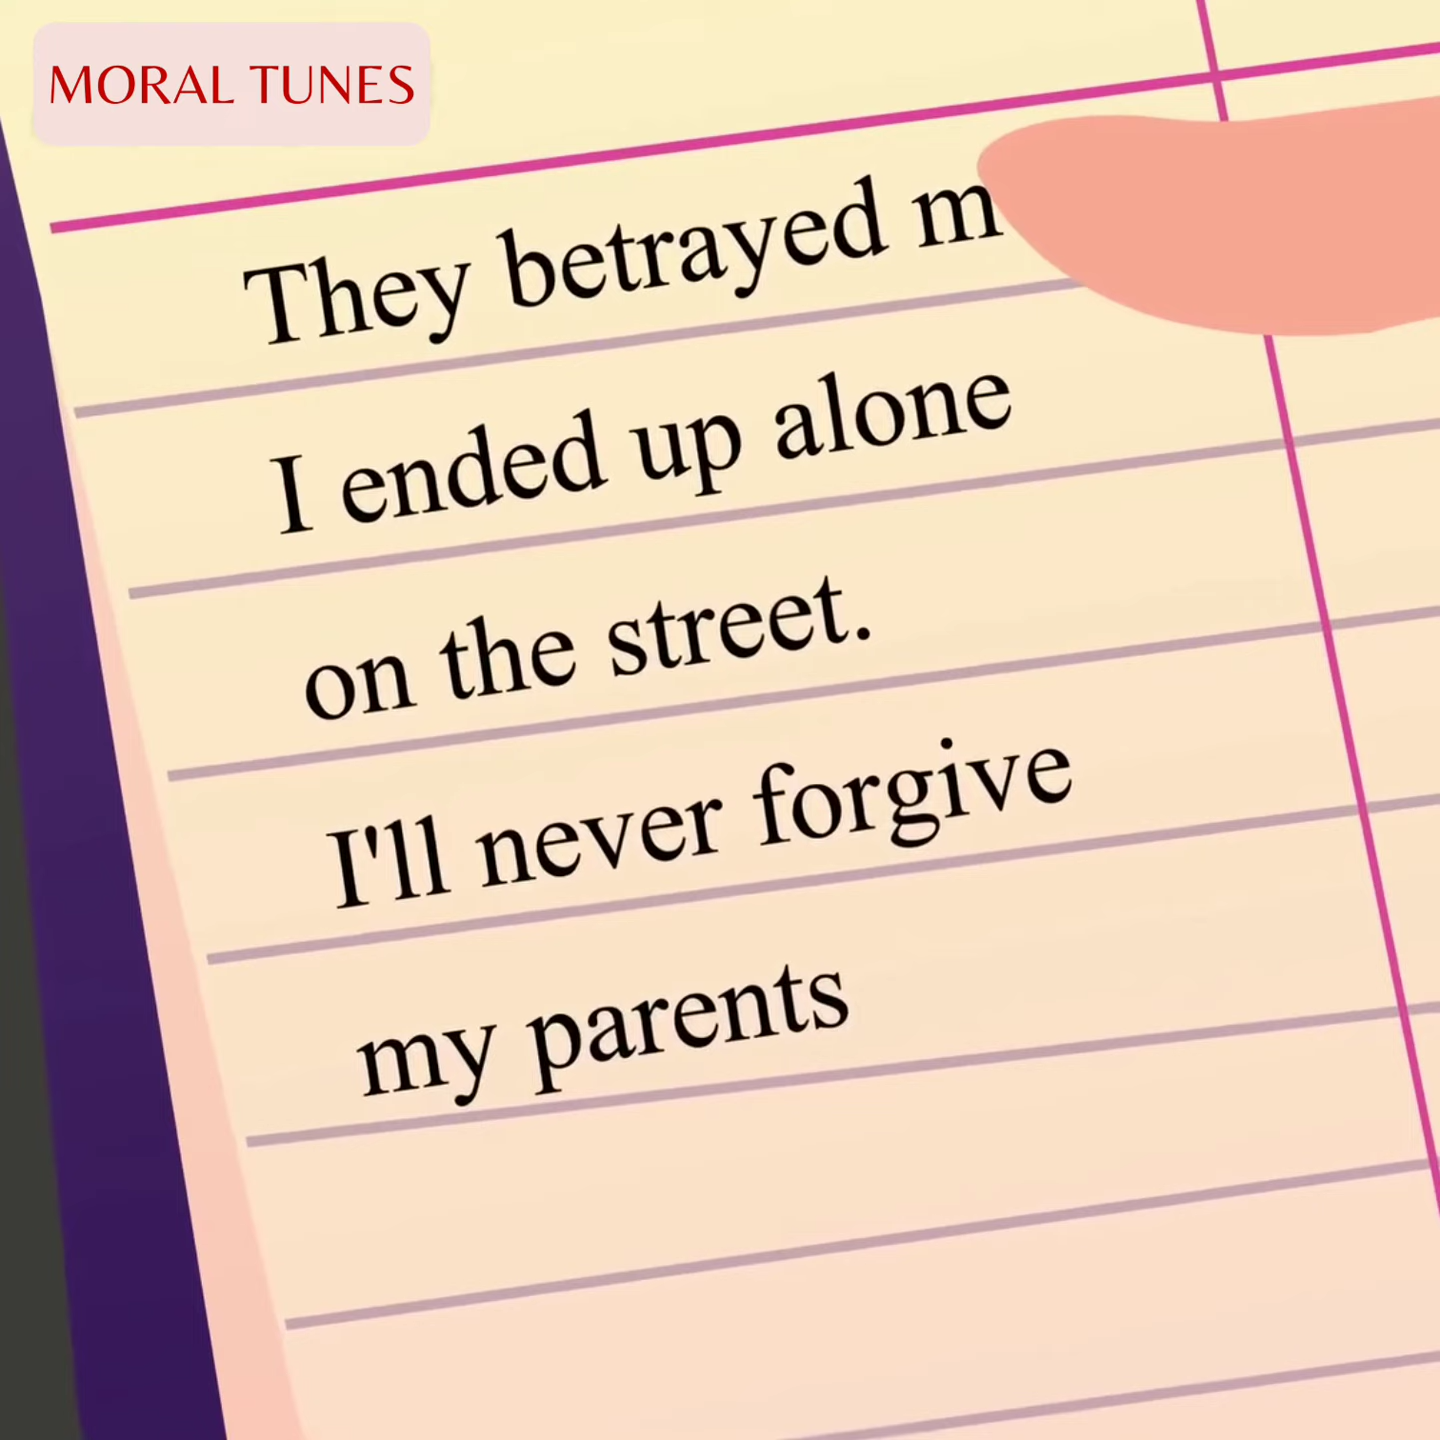 MORAL TUNES
They betrayed m
I ended up alone
on the street.
I'll never forgive
my parents